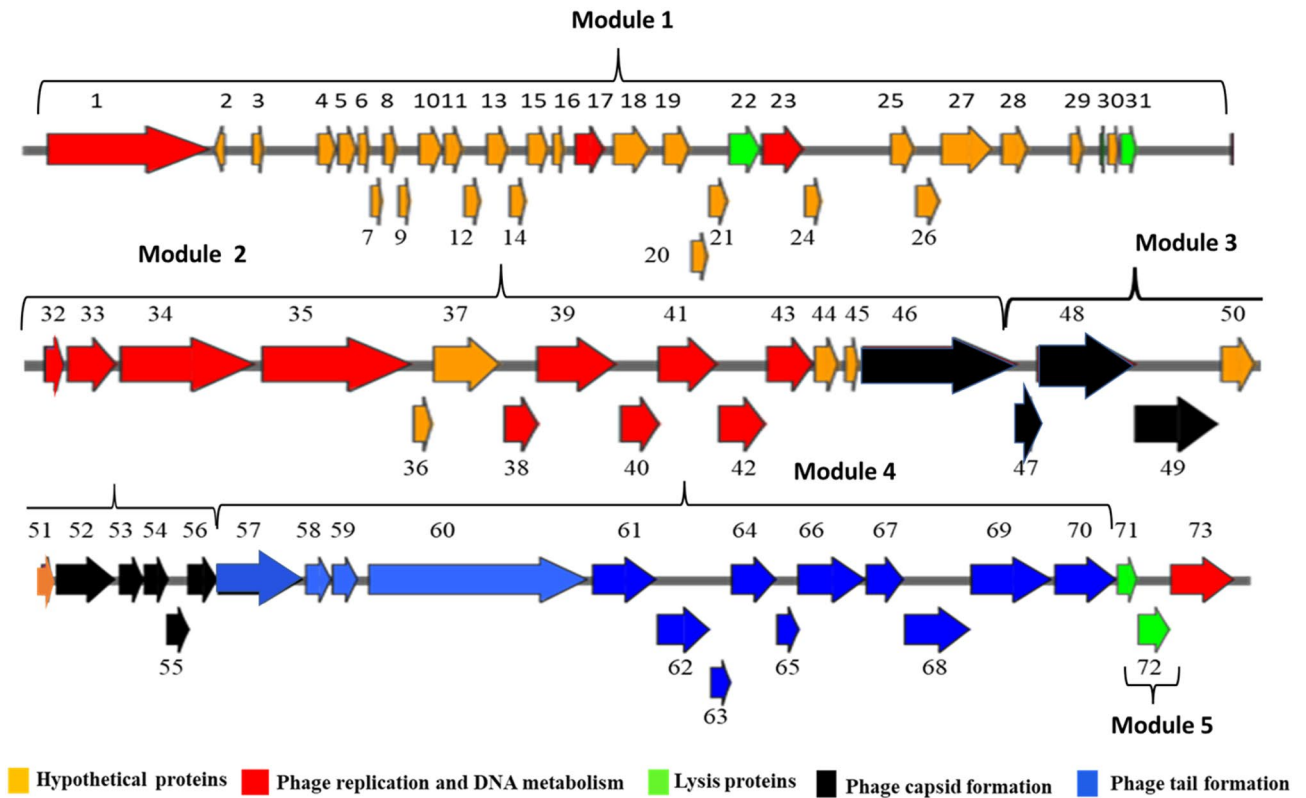 Module 1
1 2 3 4 5 6 8 10 11 13 15 16 17 18 19 22 23 25 27 28 29 30 31
7 9 12 14 20 21 24 26
Module 2
Module 3
32 33 34 35 37 39 41 43 44 45 46 48 50
36 38 40 42 47 49
Module 4
51 52 53 54 56 57 58 59 60 61 64 66 67 69 70 71 73
55 62 65 68 72
63
Module 5
Hypothetical proteins Phage replication and DNA metabolism Lysis proteins Phage capsid formation Phage tail formation